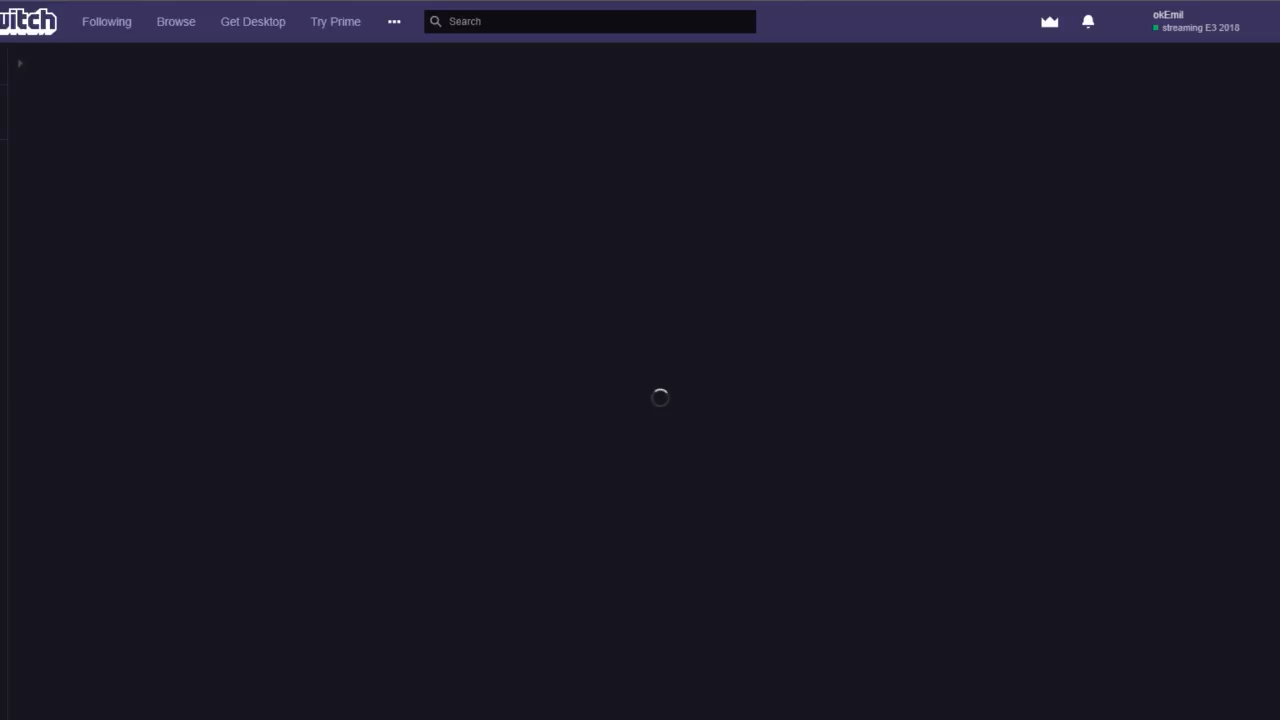 witch
Following
Browse
Get Desktop
Try Prime
Search
okEmil
streaming E3 2018